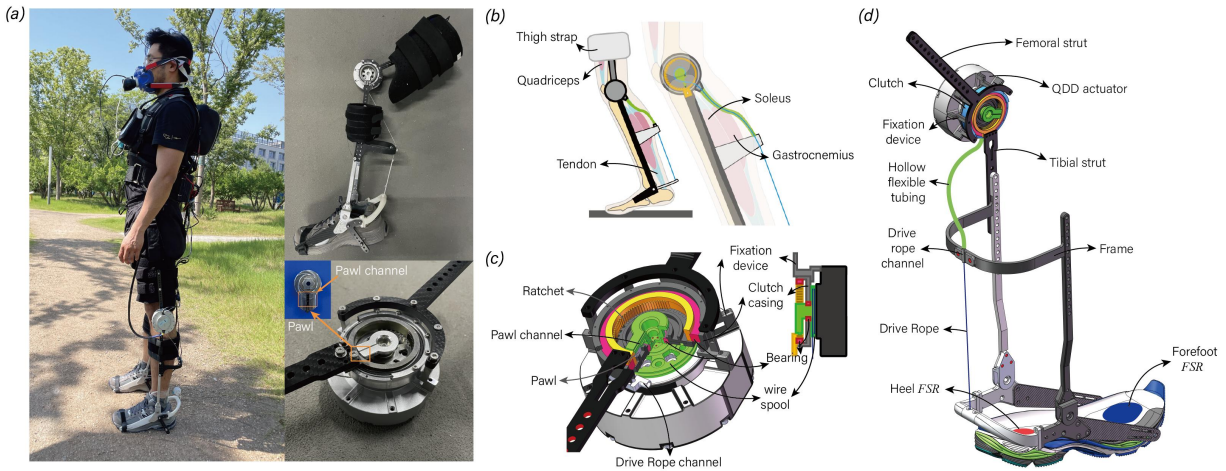 (a)
Pawl channel
Pawl
(b)
Thigh strap
Quadriceps
Tendon
Soleus
Gastrocnemius
(c)
Fixation
device
Ratchet
Clutch
casing
Pawl channel
Bearing
Pawl
wire
spool
Drive Rope channel
(d)
Femoral strut
Clutch
QDD actuator
Fixation
device
Tibial strut
Hollow
flexible
tubing
Drive
rope
channel
Frame
Drive Rope
Forefoot
FSR
Heel FSR